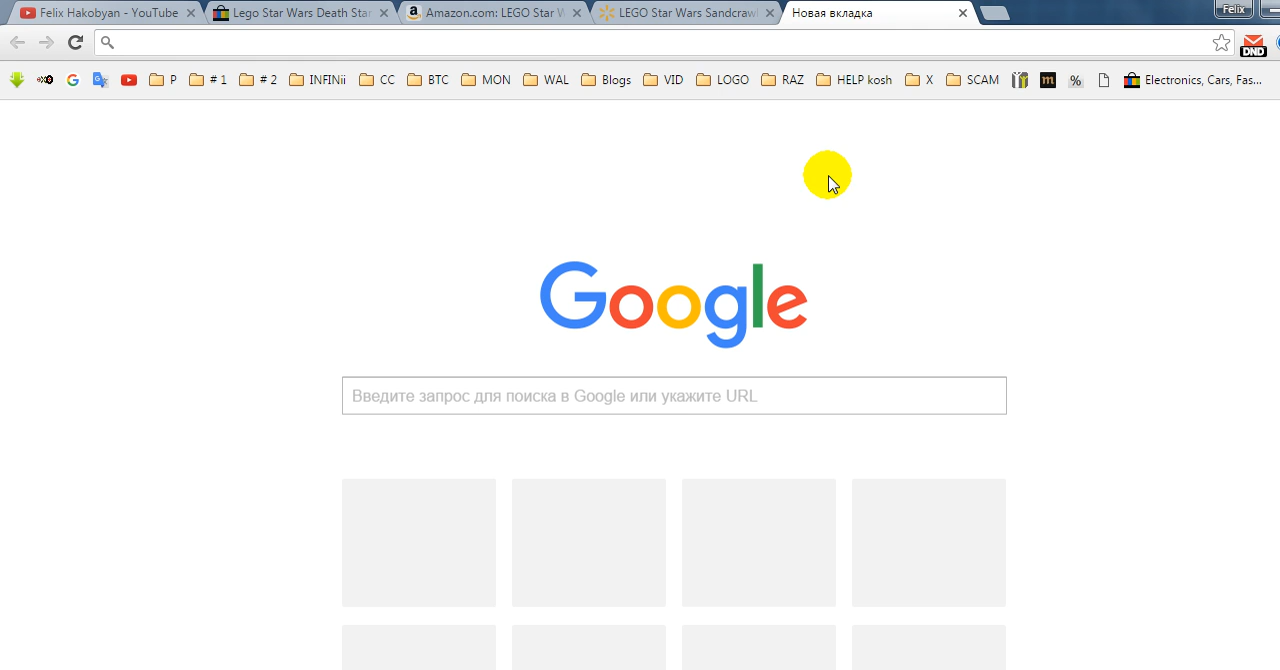 Felix Hakobyan - YouTube
Lego Star Wars Death Star
Amazon.com: LEGO Star W
LEGO Star Wars Sandcrawl
Новая вкладка
Felix
DND
P
# 1
# 2
INFINii
CC
BTC
MON
WAL
Blogs
VID
LOGO
RAZ
HELP kosh
X
SCAM
m
%
Electronics, Cars, Fas...
Google
Введите запрос для поиска в Google или укажите URL